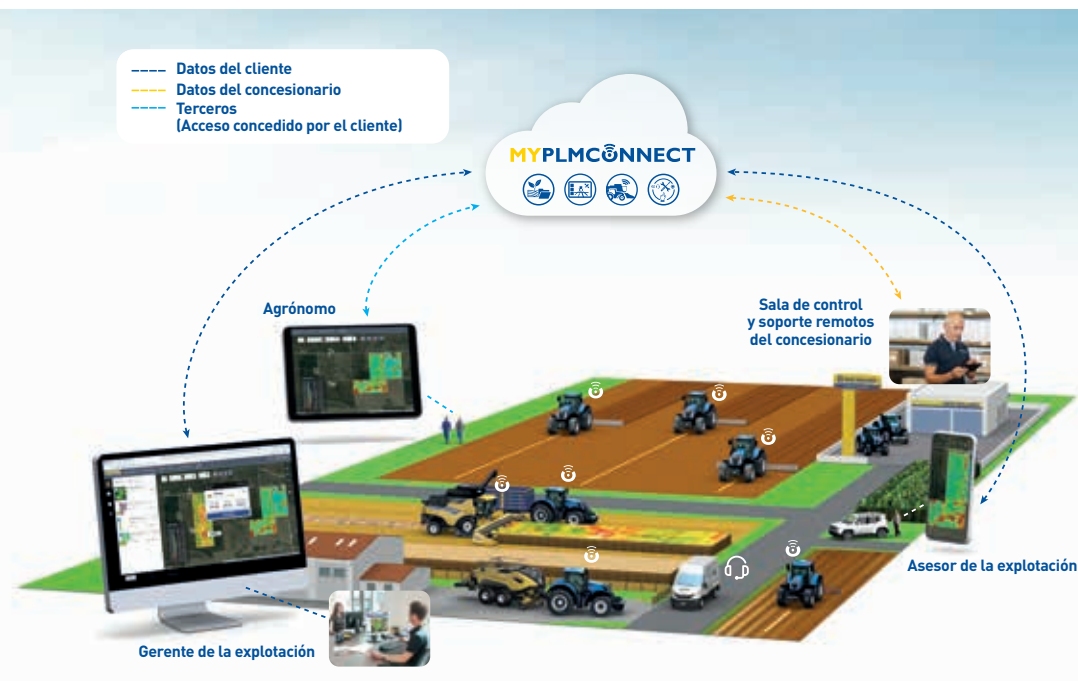 Datos del cliente
Datos del concesionario
Terceros
(Acceso concedido por el cliente)
MYPLMCONNECT
Agrónomo
Sala de control
y soporte remotos
del concesionario
Asesor de la explotación
Gerente de la explotación